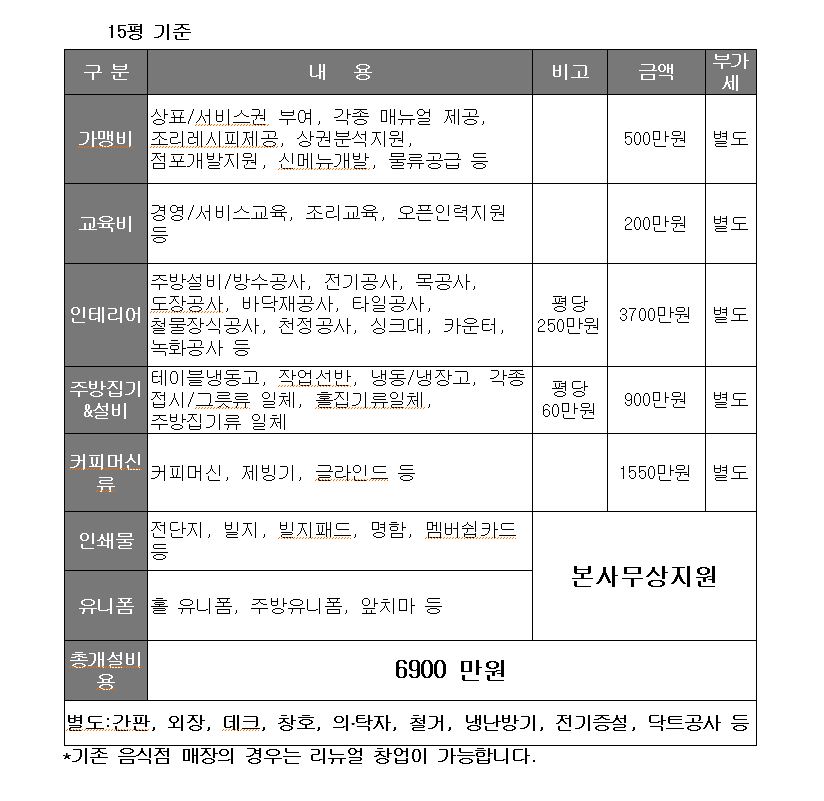 15평 기준
구 분 내 용 비고 금액 부가
세
가맹비
상표/서비스권 부여, 각종 매뉴얼 제공,
조리레시피제공, 상권분석지원,
점포개발지원, 신메뉴개발, 물류공급 등
500만원 별도
교육비
경영/서비스교육, 조리교육, 오픈인력지원
등
200만원 별도
인테리어
주방설비/방수공사, 전기공사, 목공사,
도장공사, 바닥재공사, 타일공사,
철물장식공사, 천정공사, 싱크대, 카운터,
녹화공사 등
평당
250만원
3700만원 별도
주방집기
&설비
테이블냉동고, 작업선반, 냉동/냉장고, 각종
접시/그릇류 일체, 홀집기류일체,
주방집기류 일체
평당
60만원
900만원 별도
커피머신
류
커피머신, 제빙기, 글라인드 등
1550만원 별도
인쇄물
전단지, 빌지, 빌지패드, 명함, 멤버쉽카드
등
본사무상지원
유니폼
홀 유니폼, 주방유니폼, 앞치마 등
총개설비
용
6900 만원
별도:간판, 외장, 데크, 창호, 의·탁자, 철거, 냉난방기, 전기증설, 닥트공사 등
*기존 음식점 매장의 경우는 리뉴얼 창업이 가능합니다.